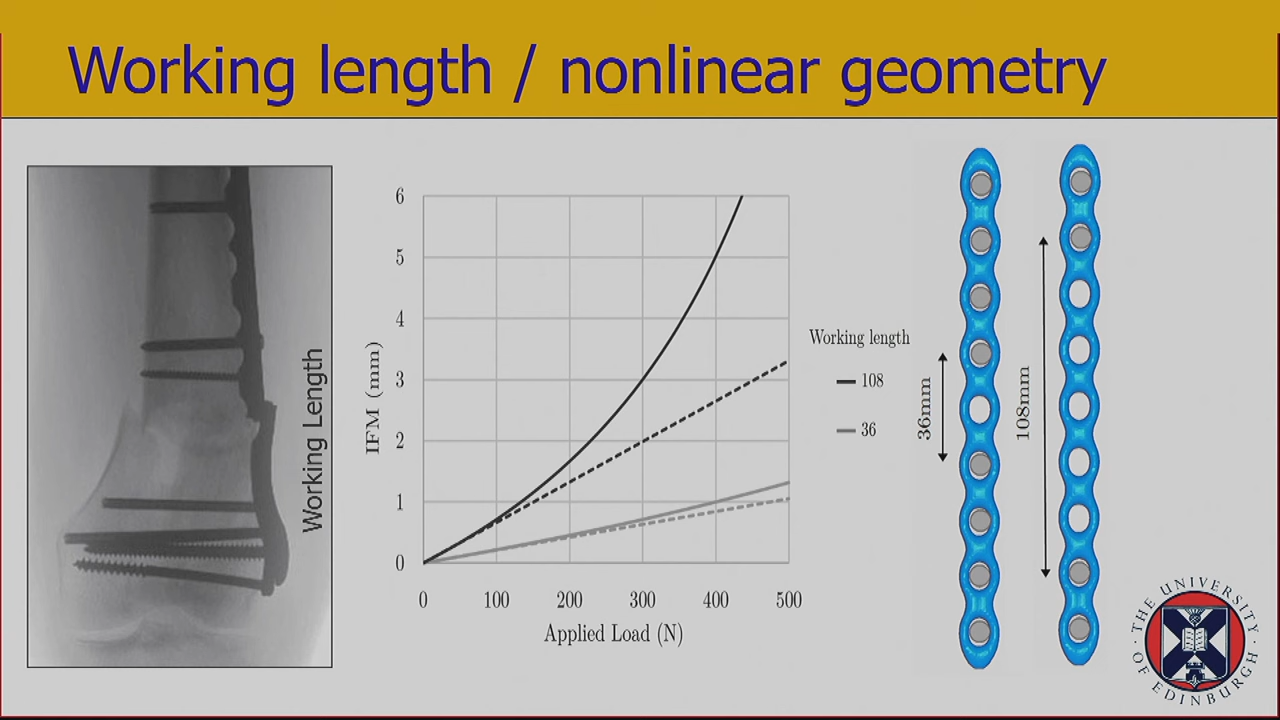 Working length / nonlinear geometry
Working Length
IFM (mm)
6
5
4
3
2
1
0
0 100 200 300 400 500
Applied Load (N)
Working length
108
36
36mm
108mm
THE UNIVERSITY
OF EDINBURGH